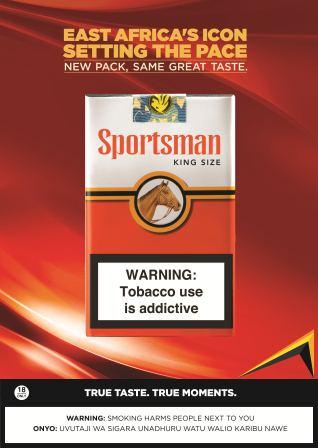 EAST AFRICA'S ICON
SETTING THE PACE
NEW PACK, SAME GREAT TASTE.
Sportsman
KING SIZE
WARNING:
Tobacco use
is addictive
18
ONLY
TRUE TASTE. TRUE MOMENTS.
WARNING: SMOKING HARMS PEOPLE NEXT TO YOU
ONYO: UVUTAJI WA SIGARA UNADHURU WATU WALIO KARIBU NAWE